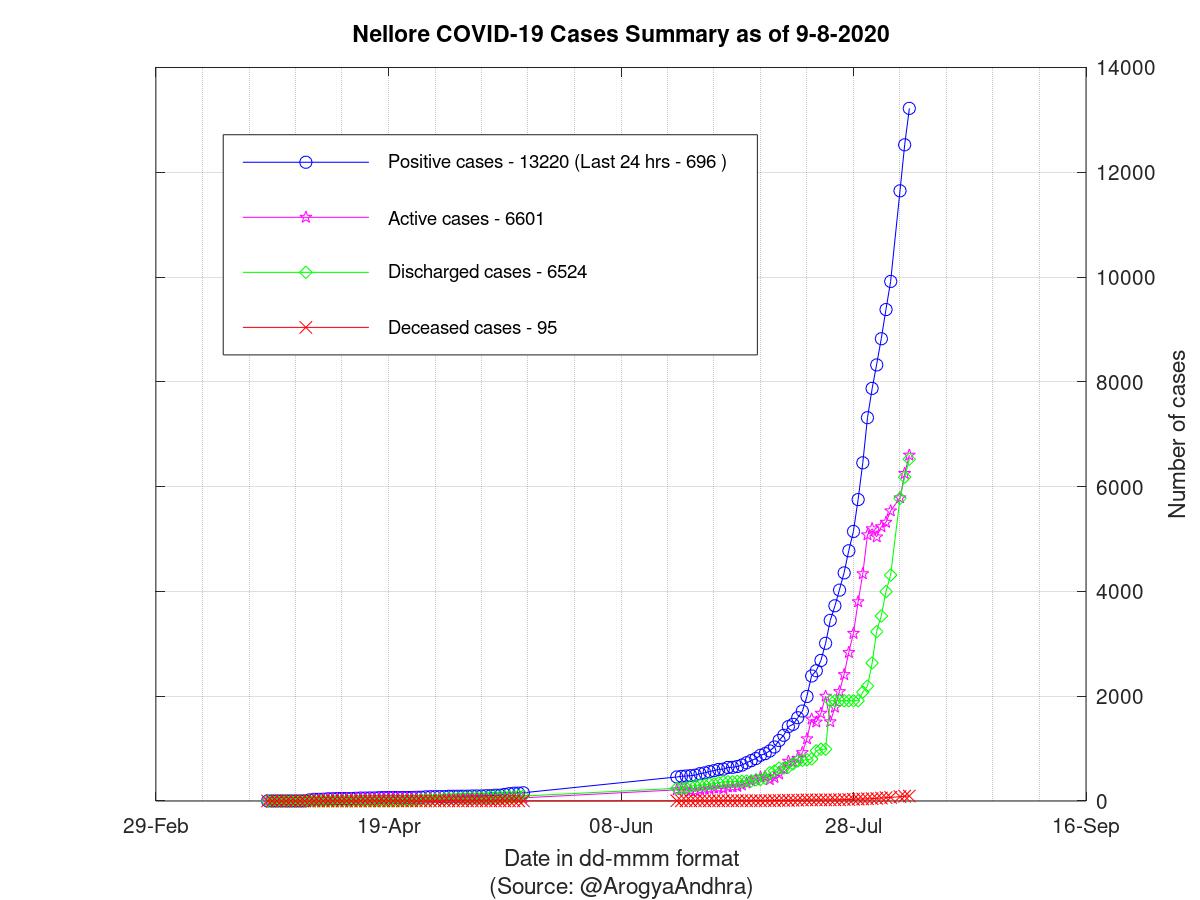 Nellore COVID-19 Cases Summary as of 9-8-2020
Positive cases - 13220 (Last 24 hrs - 696 )
Active cases - 6601
Discharged cases - 6524
Deceased cases - 95
14000
12000
10000
8000
6000
4000
2000
0
Number of cases
29-Feb
19-Apr
08-Jun
28-Jul
16-Sep
Date in dd-mmm format
(Source: @ArogyaAndhra)